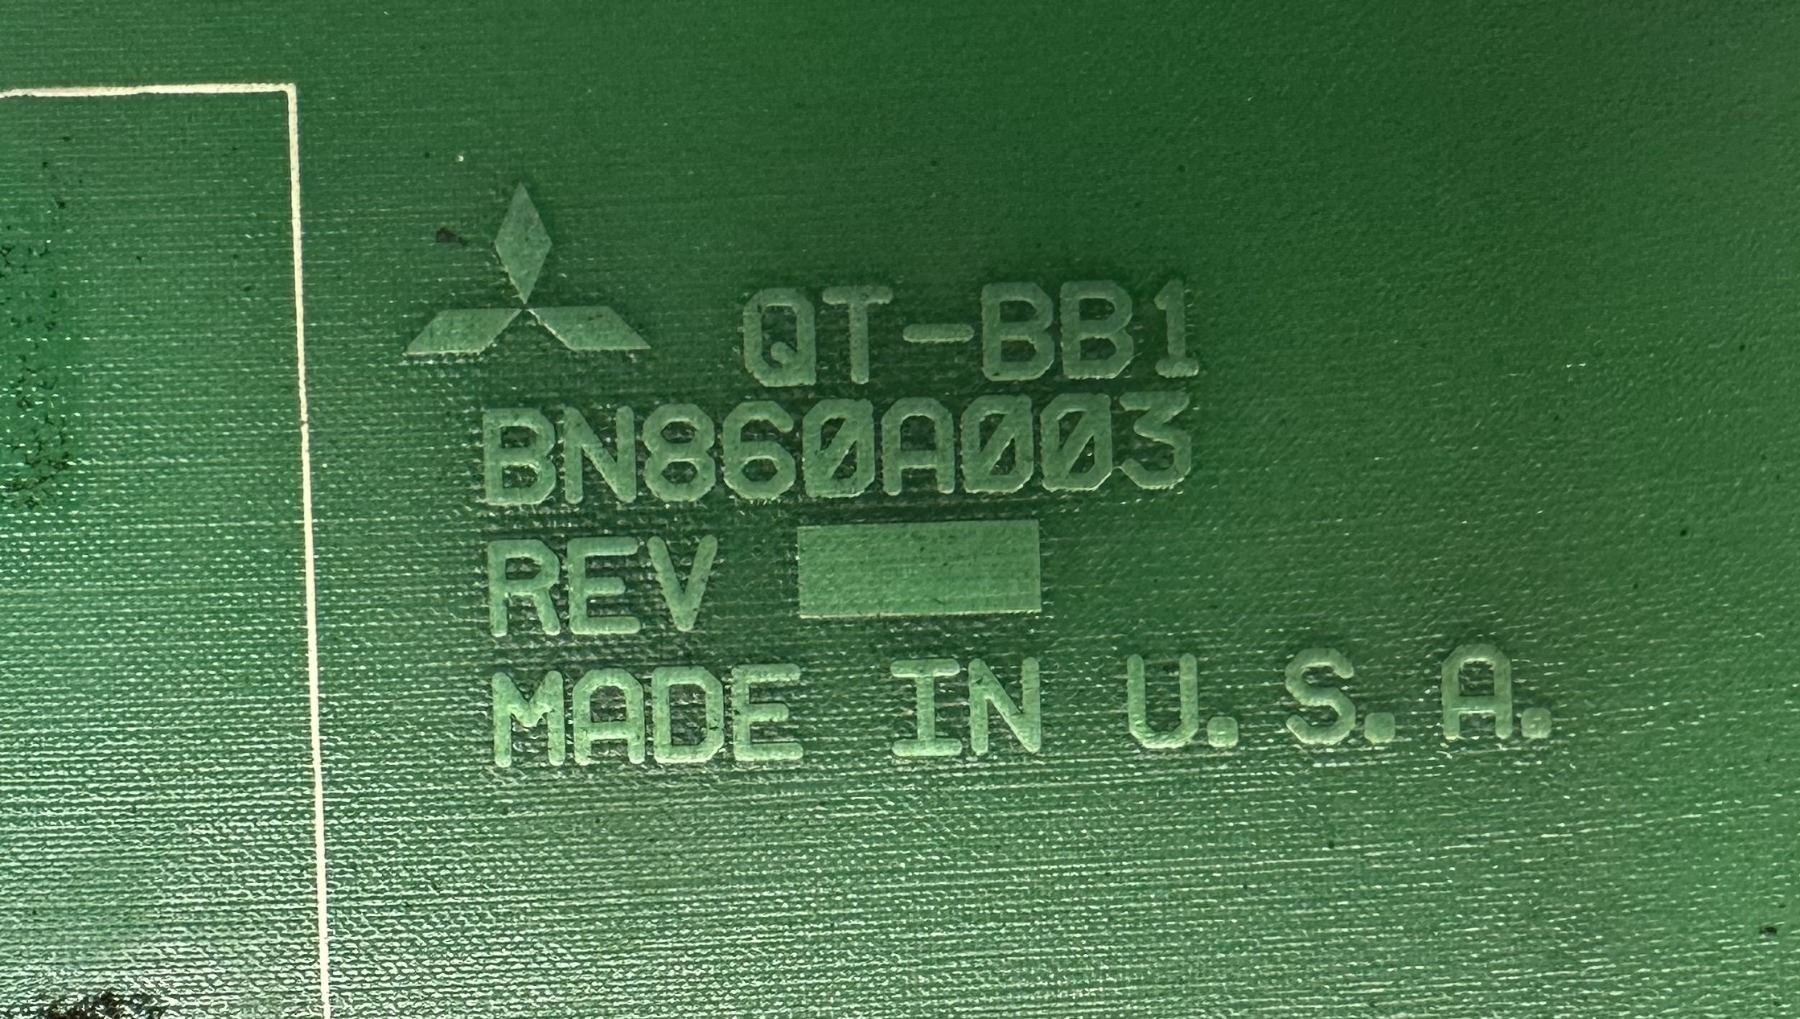 QT-BB1
BN860A003
REV
MADE IN U.S.A.